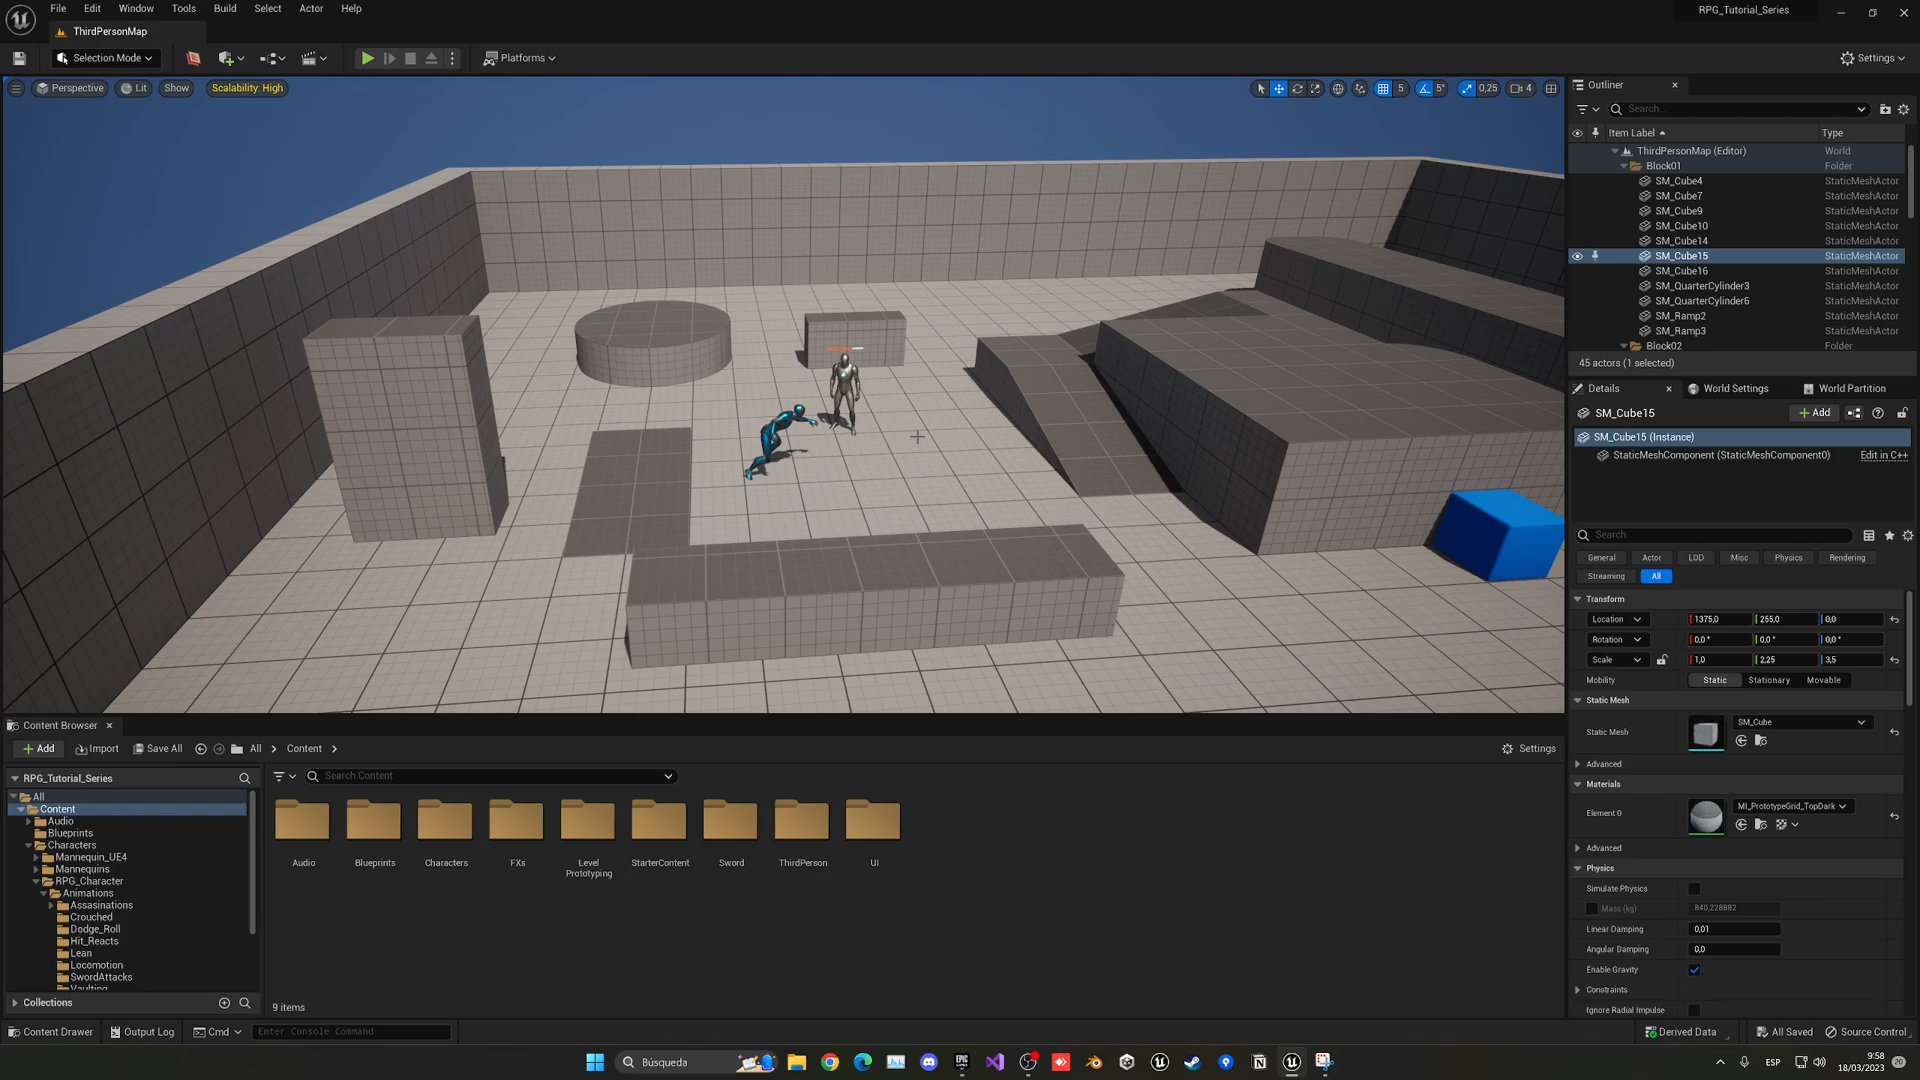 File Edit Window Tools Build Select Actor Help
RPG_Tutorial_Series
ThirdPersonMap
Selection Mode
Platforms
Settings
Perspective
Lit
Show
Scalability: High
5
5°
0,25
4
Outliner
Search...
Item Label
Type
ThirdPersonMap (Editor) World
Block01 Folder
SM_Cube4 StaticMeshActor
SM_Cube7 StaticMeshActor
SM_Cube9 StaticMeshActor
SM_Cube10 StaticMeshActor
SM_Cube14 StaticMeshActor
SM_Cube15 StaticMeshActor
SM_Cube16 StaticMeshActor
SM_QuarterCylinder3 StaticMeshActor
SM_QuarterCylinder6 StaticMeshActor
SM_Ramp2 StaticMeshActor
SM_Ramp3 StaticMeshActor
Block02 Folder
45 actors (1 selected)
Details
World Settings
World Partition
SM_Cube15
Add
SM_Cube15 (Instance)
StaticMeshComponent (StaticMeshComponent0) Edit in C++
Search
General Actor LOD Misc Physics Rendering
Streaming All
Transform
Location 1375,0 255,0 0,0
Rotation 0,0 ° 0,0 ° 0,0 °
Scale 1,0 2,25 3,5
Mobility Static Stationary Movable
Static Mesh
Static Mesh SM_Cube
Advanced
Materials
Element 0 MI_PrototypeGrid_TopDark
Advanced
Physics
Simulate Physics
Mass (kg) 840,228882
Linear Damping 0,01
Angular Damping 0,0
Enable Gravity
Constraints
Ignore Radial Impulse
Content Browser
Add Import Save All All Content
Settings
RPG_Tutorial_Series
Search Content
All
Content
Audio
Blueprints
Characters
Mannequin_UE4
Mannequins
RPG_Character
Animations
Assasinations
Crouched
Dodge_Roll
Hit_Reacts
Lean
Locomotion
SwordAttacks
Vaulting
Collections
Audio Blueprints Characters FXs Level Prototyping StarterContent Sword ThirdPerson UI
9 items
Content Drawer Output Log Cmd Enter Console Command
Derived Data All Saved Source Control
Búsqueda
EPIC
ESP
9:58
18/03/2023
20